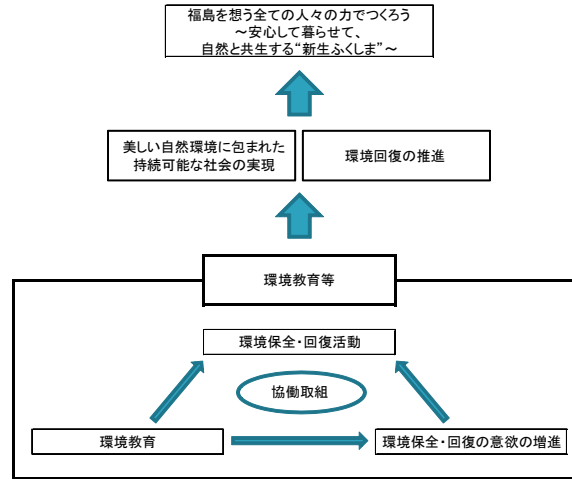 福島を想う全ての人々の力でつくろう
～安心して暮らせて、
自然と共生する“新生ふくしま”～
美しい自然環境に包まれた
持続可能な社会の実現
環境回復の推進
環境教育等
環境保全・回復活動
協働取組
環境教育
環境保全・回復の意欲の増進